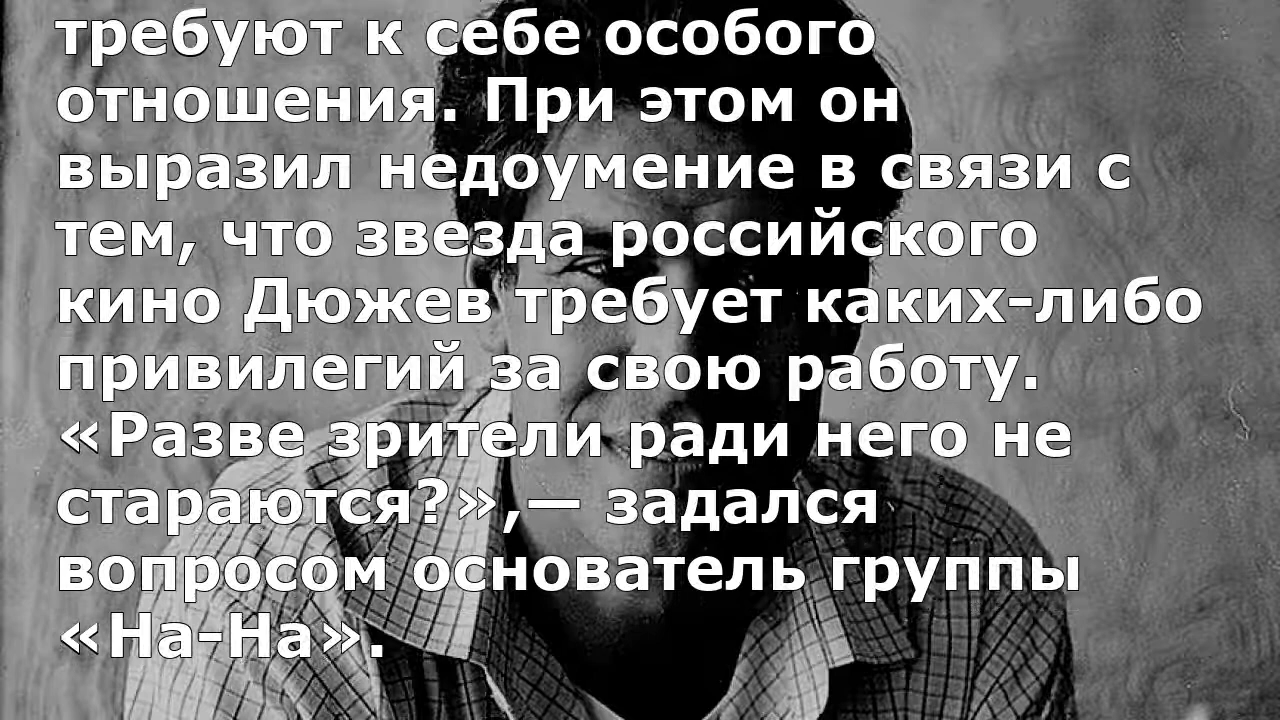 требуют к себе особого
отношения. При этом он
выразил недоумение в связи с
тем, что звезда российского
кино Дюжев требует каких-либо
привилегий за свою работу.
«Разве зрители ради него не
стараются?»,— задался
вопросом основатель группы
«На-На».